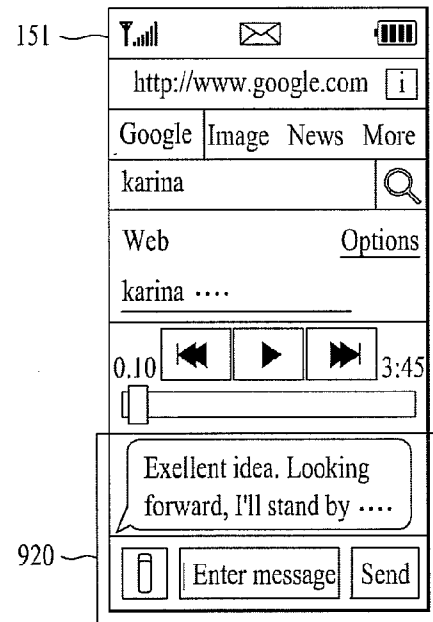 151
http://www.google.com i
Google Image News More
karina
Web Options
karina ····
0.10 3:45
Exellent idea. Looking
forward, I'll stand by ····
920
Enter message Send